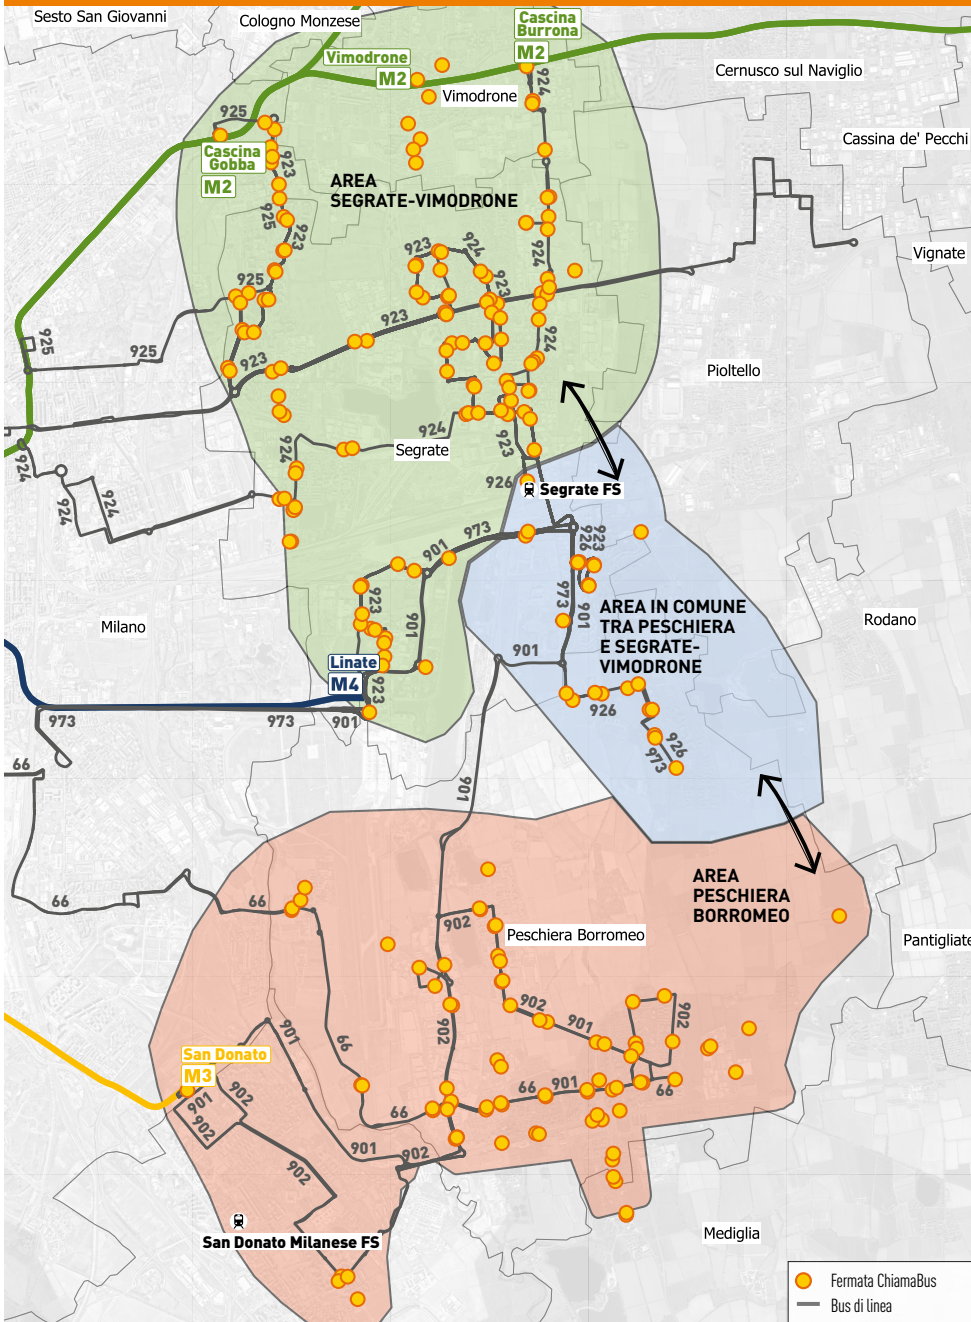 Sesto San Giovanni
Cologno Monzese
Cascina
Burrona
M2
Vimodrone
M2
Vimodrone
924
Cernusco sul Naviglio
Cassina de' Pecchi
925
Cascina
Gobba
M2
923
925
923
AREA
SEGRATE-VIMODRONE
924
923
924
923
925
Vignate
923
925
925
923
924
Pioltello
924
923
Segrate
924
924
924
924
926
Segrate FS
973
901
923
926
923
901
973
901
AREA IN COMUNE
TRA PESCHIERA
E SEGRATE-
VIMODRONE
Milano
Rodano
901
Linate
M4
923
926
973
973
901
926
973
66
901
66
66
AREA
PESCHIERA
BORROMEO
902
Peschiera Borromeo
Pantigliate
902
901
902
902
66
901
San Donato
M3
901
902
902
66
901
66
66
901
902
902
San Donato Milanese FS
Mediglia
Fermata ChiamaBus
Bus di linea